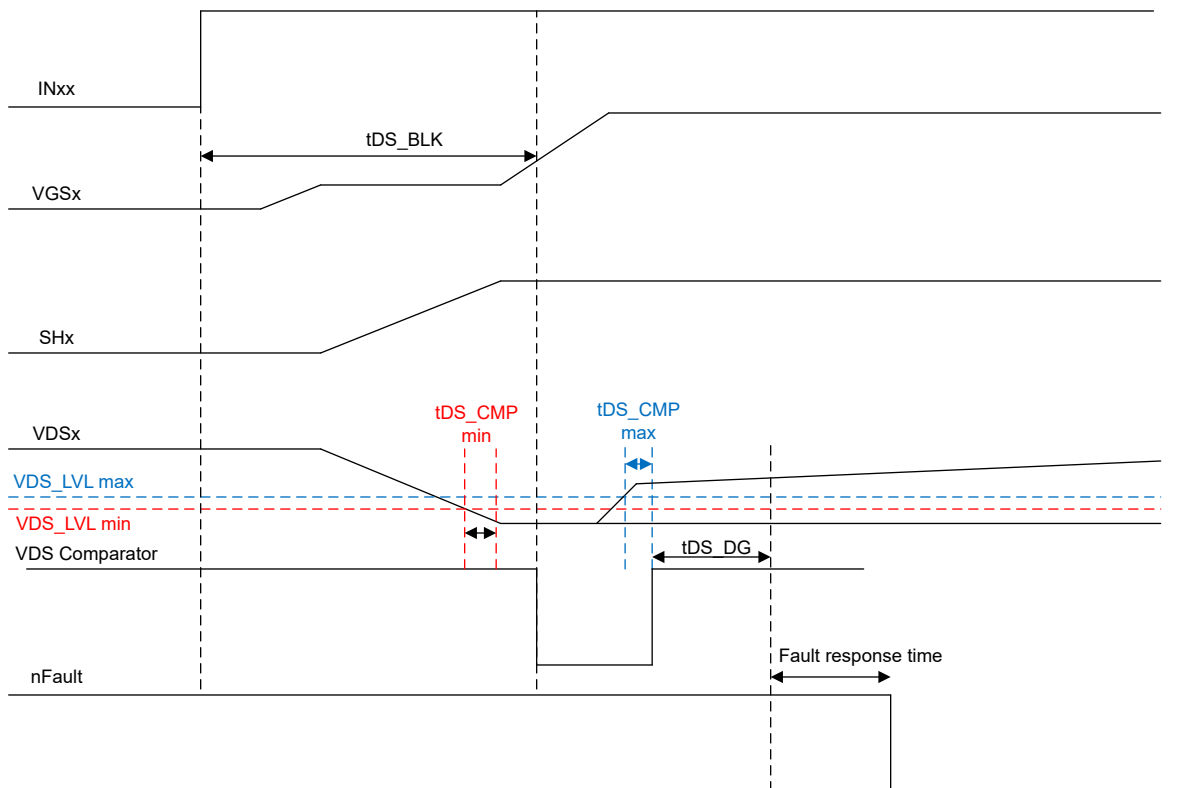 INxx
tDS_BLK
VGSx
SHx
tDS_CMP
min
tDS_CMP
max
VDSx
VDS_LVL max
VDS_LVL min
VDS Comparator
tDS_DG
Fault response time
nFault